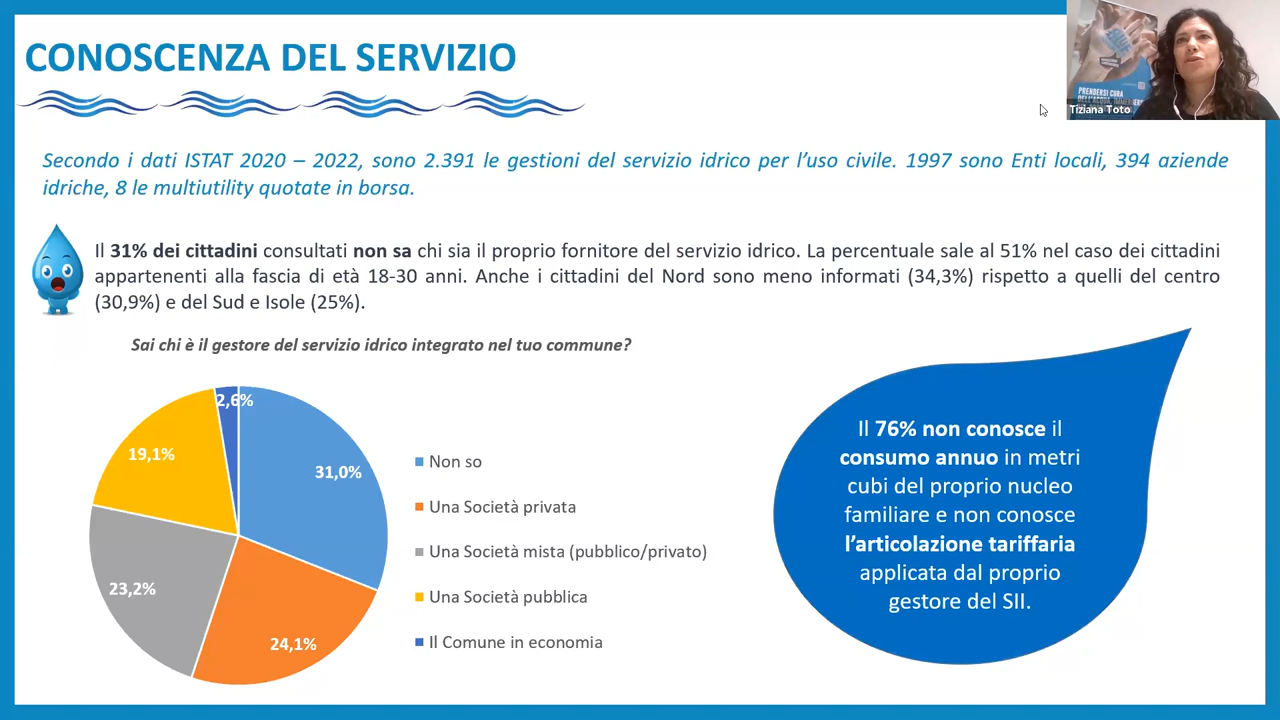 CONOSCENZA DEL SERVIZIO
PRENDERSI CURA
DELL'ACQUA,
Tiziana Toto
Secondo i dati ISTAT 2020 – 2022, sono 2.391 le gestioni del servizio idrico per l'uso civile. 1997 sono Enti locali, 394 aziende
idriche, 8 le multiutility quotate in borsa.
Il 31% dei cittadini consultati non sa chi sia il proprio fornitore del servizio idrico. La percentuale sale al 51% nel caso dei cittadini
appartenenti alla fascia di età 18-30 anni. Anche i cittadini del Nord sono meno informati (34,3%) rispetto a quelli del centro
(30,9%) e del Sud e Isole (25%).
Sai chi è il gestore del servizio idrico integrato nel tuo commune?
2,6%
19,1%
31,0%
23,2%
24,1%
Non so
Una Società privata
Una Società mista (pubblico/privato)
Una Società pubblica
Il Comune in economia
Il 76% non conosce il
consumo annuo in metri
cubi del proprio nucleo
familiare e non conosce
l'articolazione tariffaria
applicata dal proprio
gestore del SII.